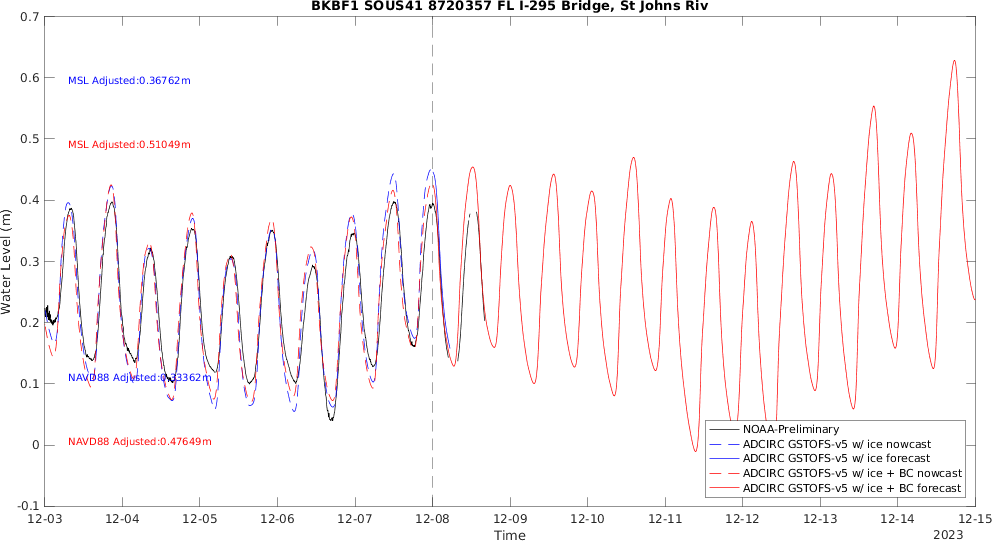 BKBF1 SOUS41 8720357 FL I-295 Bridge, St Johns Riv
0.7
0.6
0.5
0.4
0.3
0.2
0.1
0
-0.1
Water Level (m)
MSL Adjusted:0.36762m
MSL Adjusted:0.51049m
NAVD88 Adjusted:0.33362m
NAVD88 Adjusted:0.47649m
NOAA-Preliminary
ADCIRC GSTOFS-v5 w/ ice nowcast
ADCIRC GSTOFS-v5 w/ ice forecast
ADCIRC GSTOFS-v5 w/ ice + BC nowcast
ADCIRC GSTOFS-v5 w/ ice + BC forecast
12-03 12-04 12-05 12-06 12-07 12-08 12-09 12-10 12-11 12-12 12-13 12-14 12-15
Time
2023